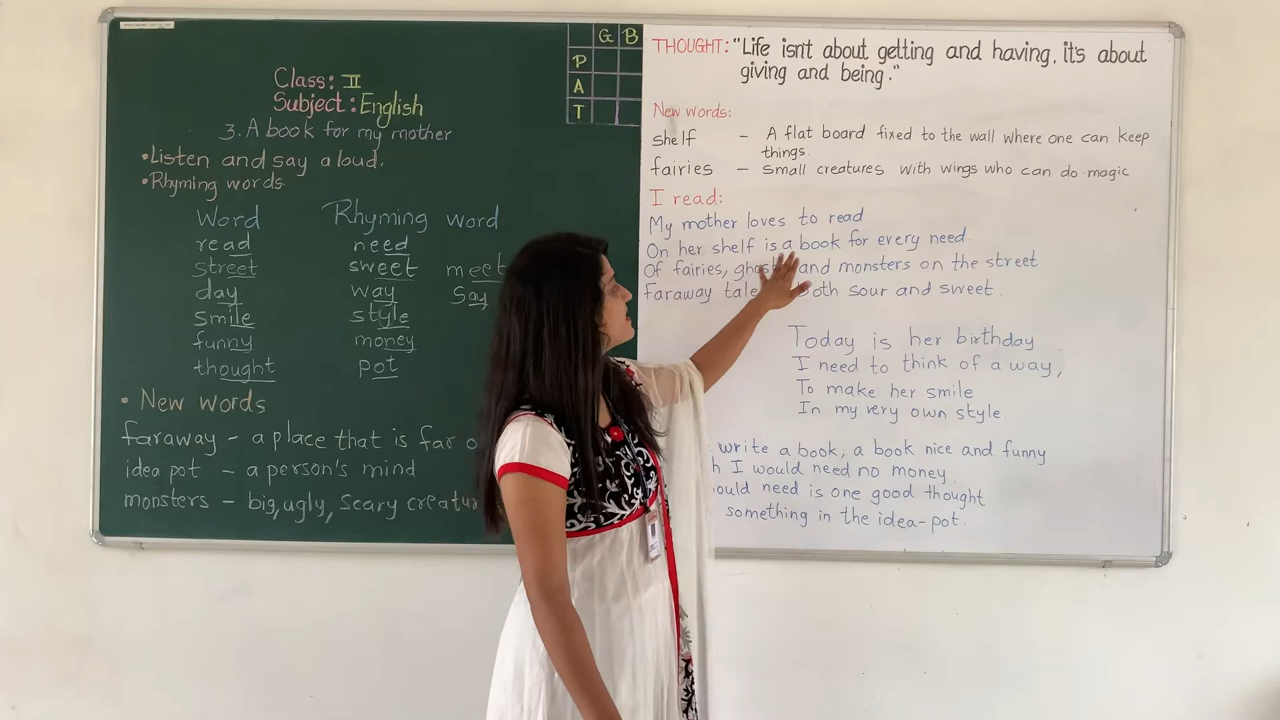 Class: II
Subject: English
3. A book for my mother
• Listen and say aloud.
• Rhyming words.
Word Rhyming word
read need
street sweet meet
day way say
smile style
funny money
thought pot
• New words
faraway - a place that is far
idea pot - a person's mind
monsters - big, ugly, scary
G B
P
A
T
THOUGHT: "Life isn't about getting and having, it's about
giving and being."
New words:
shelf - A flat board fixed to the wall where one can keep
things.
fairies - Small creatures with wings who can do magic
I read:
My mother loves to read
On her shelf is a book for every need.
Of fairies, and monsters on the street
Faraway sour and sweet.
Today is her birthday
I need to think of a way,
To make her smile
In my very own style.
write a book, a book nice and funny
I would need no money.
need is one good thought
something in the idea-pot.